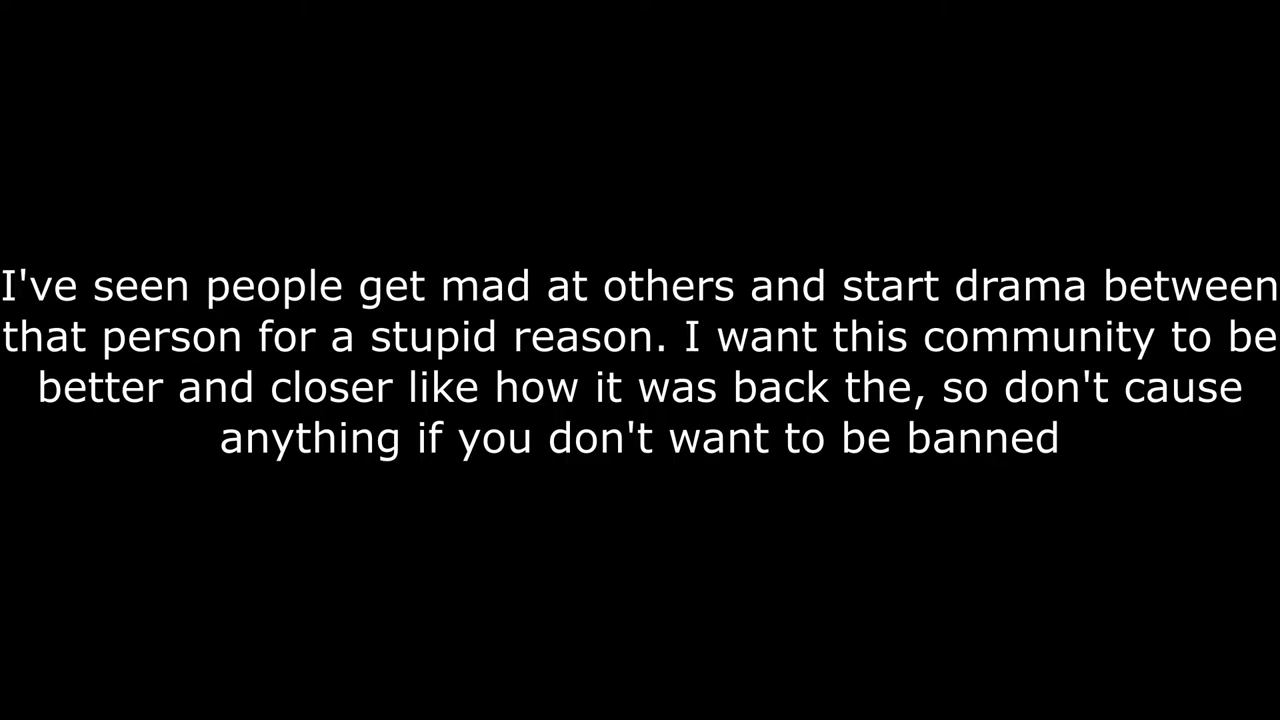 I've seen people get mad at others and start drama between
that person for a stupid reason. I want this community to be
better and closer like how it was back the, so don't cause
anything if you don't want to be banned